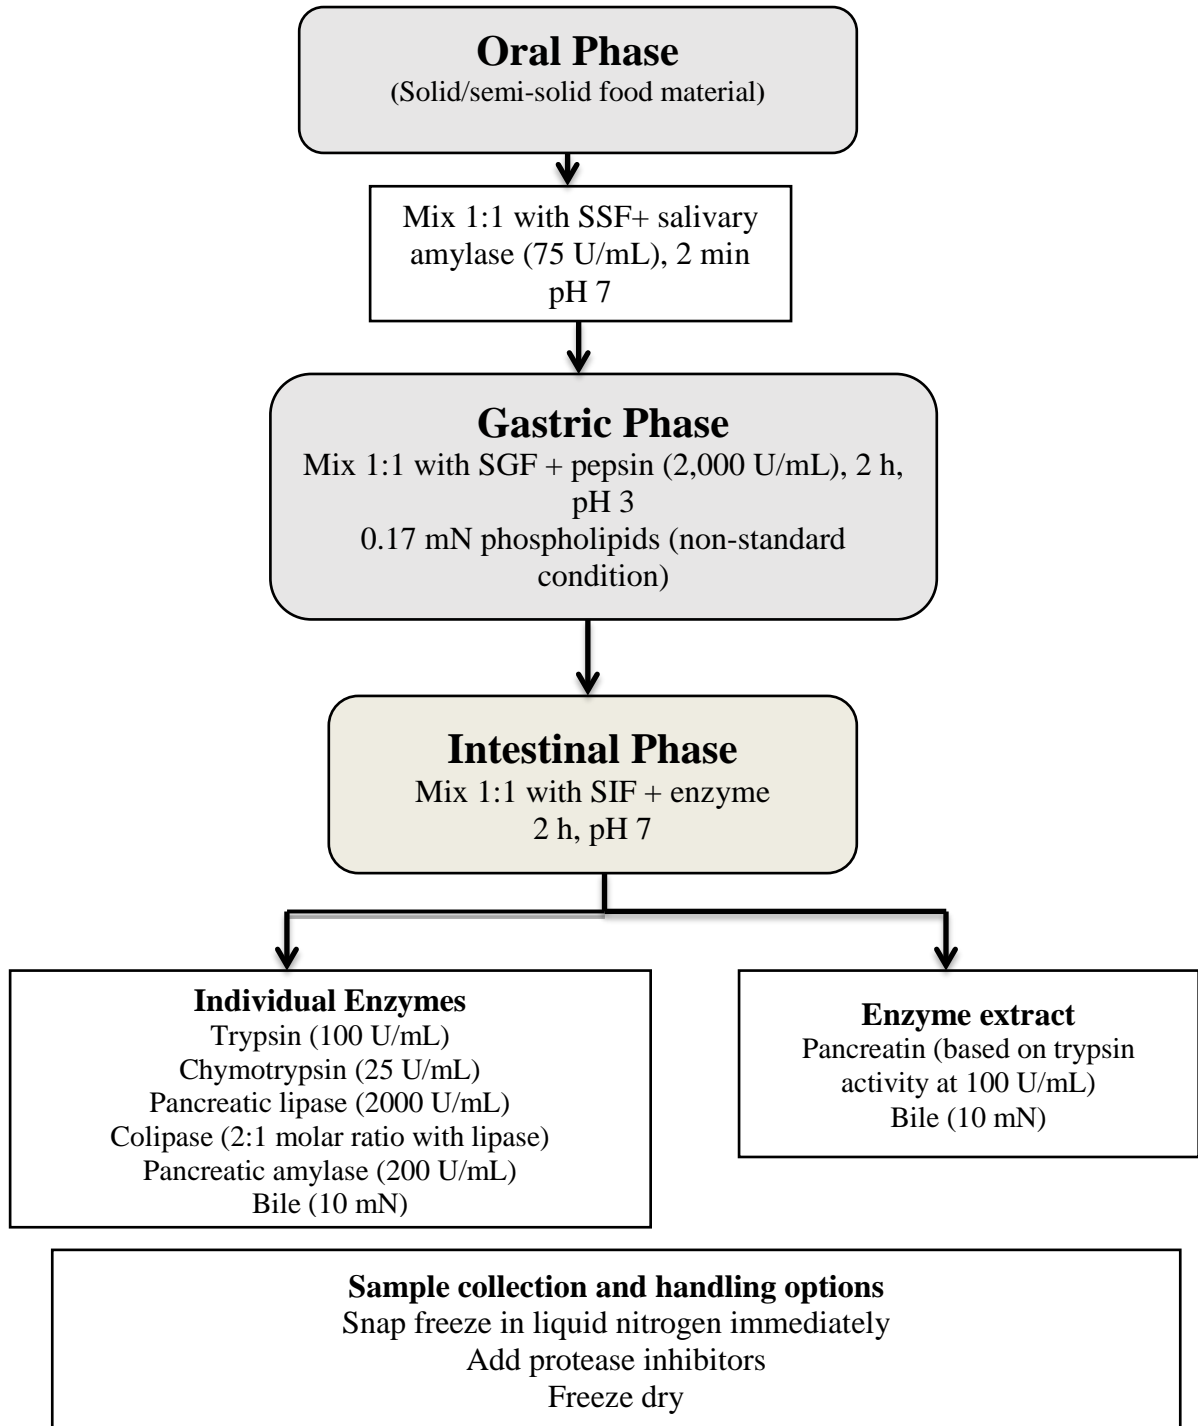 Oral Phase
(Solid/semi-solid food material)
Mix 1:1 with SSF+ salivary
amylase (75 U/mL), 2 min
pH 7
Gastric Phase
Mix 1:1 with SGF + pepsin (2,000 U/mL), 2 h,
pH 3
0.17 mN phospholipids (non-standard
condition)
Intestinal Phase
Mix 1:1 with SIF + enzyme
2 h, pH 7
Individual Enzymes
Trypsin (100 U/mL)
Chymotrypsin (25 U/mL)
Pancreatic lipase (2000 U/mL)
Colipase (2:1 molar ratio with lipase)
Pancreatic amylase (200 U/mL)
Bile (10 mN)
Enzyme extract
Pancreatin (based on trypsin
activity at 100 U/mL)
Bile (10 mN)
Sample collection and handling options
Snap freeze in liquid nitrogen immediately
Add protease inhibitors
Freeze dry